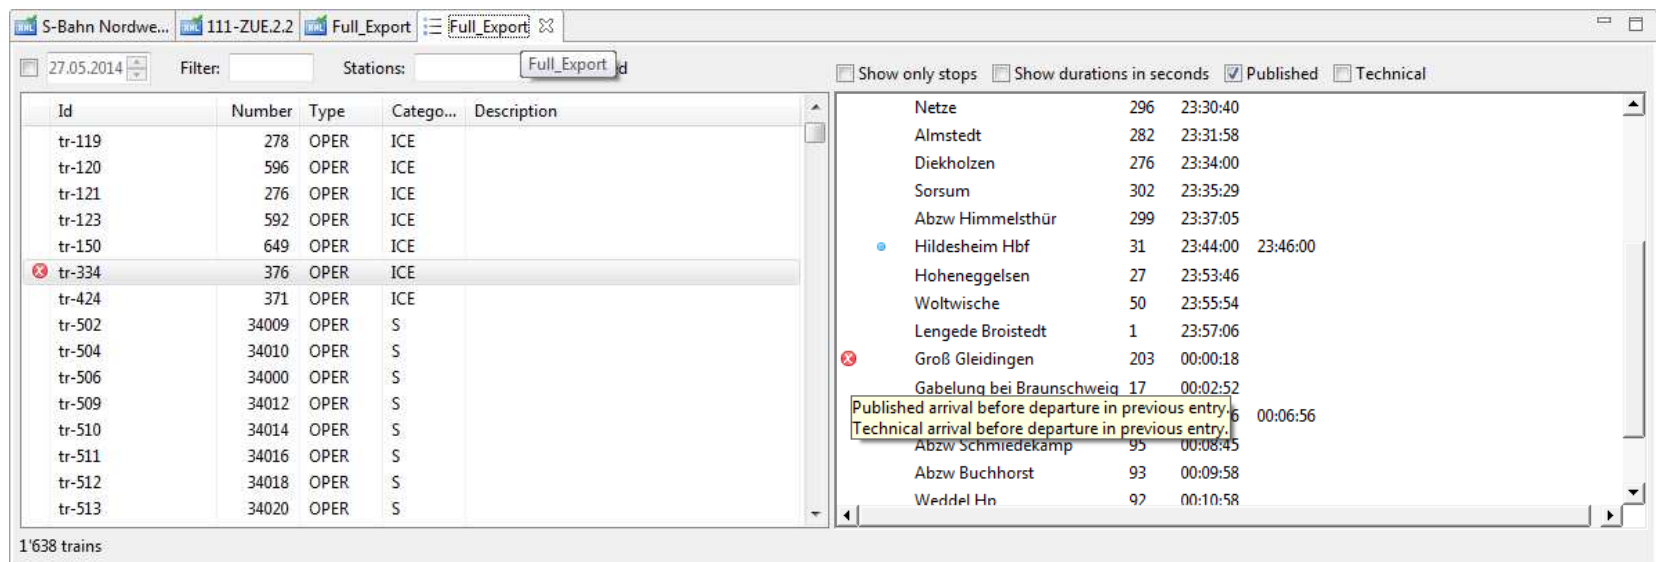 S-Bahn Nordwe... 111-ZUE.2.2 Full_Export Full_Export
27.05.2014 Filter: Stations: Full_Export d
Show only stops Show durations in seconds Published Technical
Id Number Type Catego... Description
tr-119 278 OPER ICE
tr-120 596 OPER ICE
tr-121 276 OPER ICE
tr-123 592 OPER ICE
tr-150 649 OPER ICE
tr-334 376 OPER ICE
tr-424 371 OPER ICE
tr-502 34009 OPER S
tr-504 34010 OPER S
tr-506 34000 OPER S
tr-509 34012 OPER S
tr-510 34014 OPER S
tr-511 34016 OPER S
tr-512 34018 OPER S
tr-513 34020 OPER S
Netze 296 23:30:40
Almstedt 282 23:31:58
Diekholzen 276 23:34:00
Sorsum 302 23:35:29
Abzw Himmelsthür 299 23:37:05
Hildesheim Hbf 31 23:44:00 23:46:00
Hoheneggelsen 27 23:53:46
Woltwische 50 23:55:54
Lengede Broistedt 1 23:57:06
Groß Gleidingen 203 00:00:18
Gabelung bei Braunschweig 17 00:02:52
Published arrival before departure in previous entry. 6 00:06:56
Technical arrival before departure in previous entry.
Abzw Schmiedekamp 95 00:08:45
Abzw Buchhorst 93 00:09:58
Weddel Hp 92 00:10:58
1'638 trains